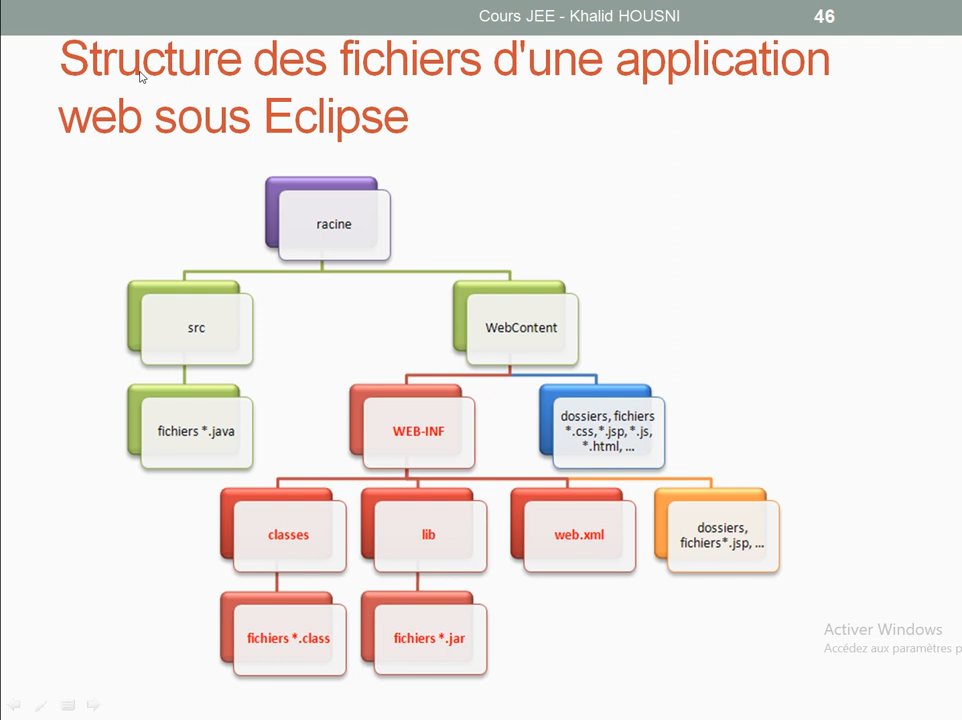 Cours JEE - Khalid HOUSNI
46
Structure des fichiers d'une application
web sous Eclipse
racine
src
WebContent
fichiers *.java
WEB-INF
dossiers, fichiers
*.css,*.jsp,*.js,
*.html, ...
classes
lib
web.xml
dossiers,
fichiers*.jsp, ...
fichiers *.class
fichiers *.jar
Activer Windows
Accédez aux paramètres p